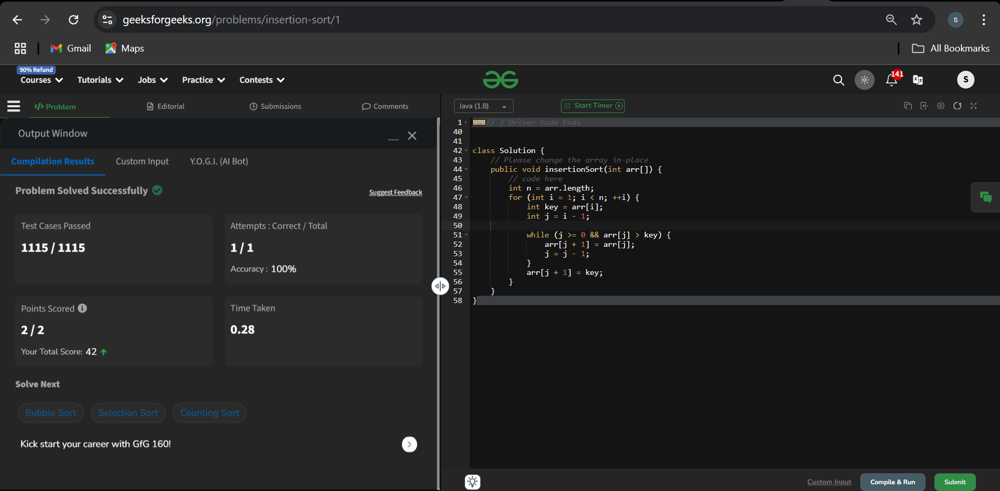 geeksforgeeks.org/problems/insertion-sort/1
S
Gmail
Maps
All Bookmarks
90% Refund
Courses
Tutorials
Jobs
Practice
Contests
141
S
Problem
Editorial
Submissions
Comments
Java (1.8)
Start Timer
Output Window
Compilation Results
Custom Input
Y.O.G.I. (AI Bot)
Problem Solved Successfully
Suggest Feedback
Test Cases Passed
1115 / 1115
Attempts : Correct / Total
1 / 1
Accuracy : 100%
Points Scored
2 / 2
Your Total Score: 42
Time Taken
0.28
Solve Next
Bubble Sort
Selection Sort
Counting Sort
Kick start your career with GfG 160!
1 // } Driver Code Ends
40
41
42 class Solution {
43 // Please change the array in-place
44 public void insertionSort(int arr[]) {
45 // code here
46 int n = arr.length;
47 for (int i = 1; i < n; ++i) {
48 int key = arr[i];
49 int j = i - 1;
50
51 while (j >= 0 && arr[j] > key) {
52 arr[j + 1] = arr[j];
53 j = j - 1;
54 }
55 arr[j + 1] = key;
56 }
57 }
58 }
Custom Input
Compile & Run
Submit